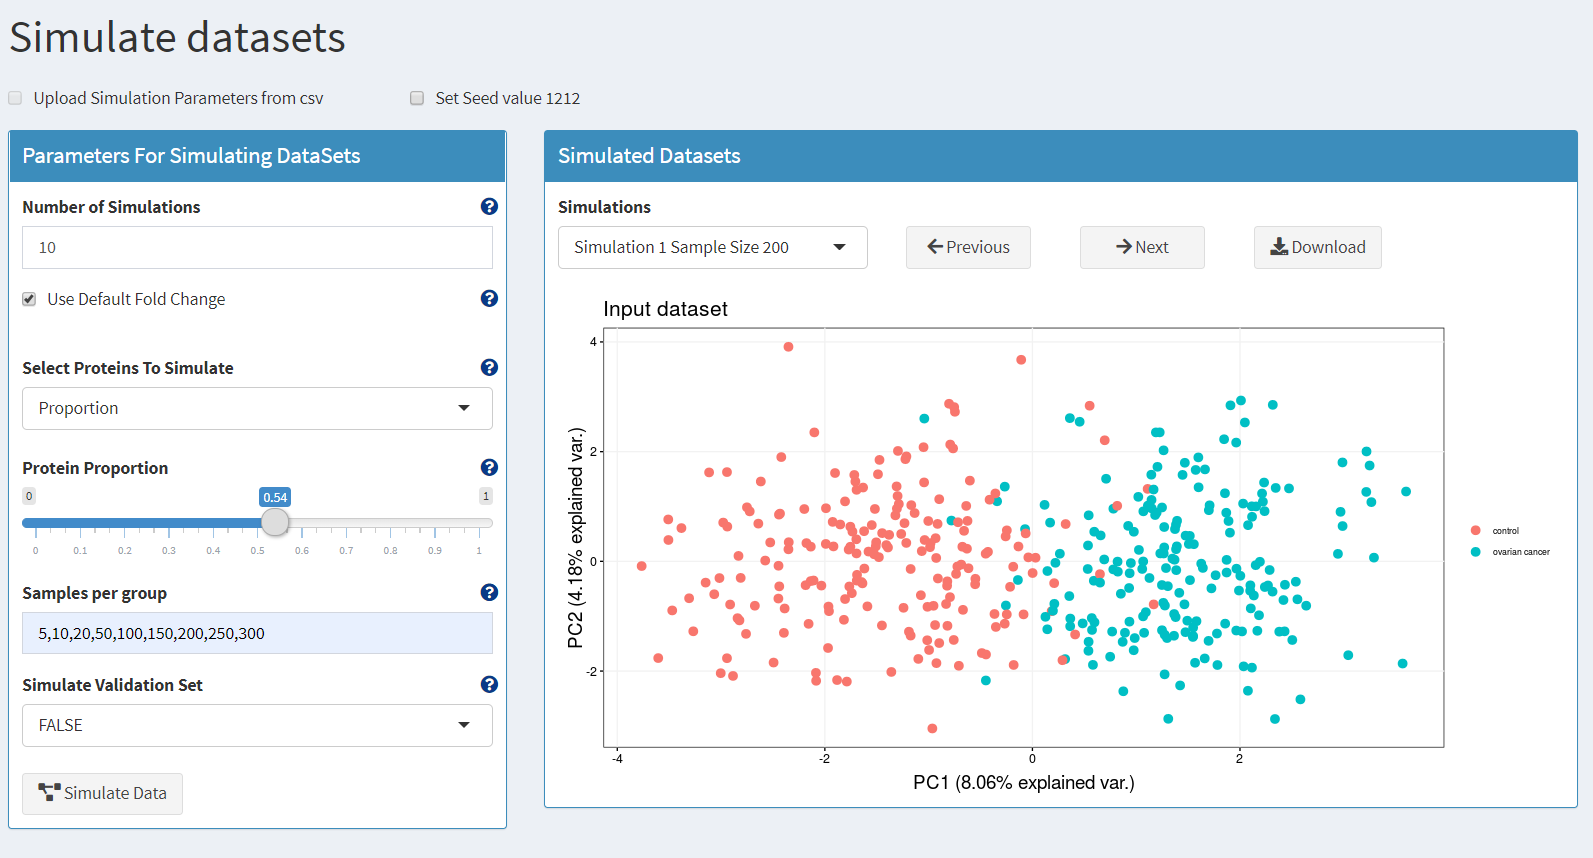 Simulate datasets
Upload Simulation Parameters from csv
Set Seed value 1212
Parameters For Simulating DataSets
Number of Simulations
10
Use Default Fold Change
Select Proteins To Simulate
Proportion
Protein Proportion
0 0.54 1
0 0.1 0.2 0.3 0.4 0.5 0.6 0.7 0.8 0.9 1
Samples per group
5,10,20,50,100,150,200,250,300
Simulate Validation Set
FALSE
Simulate Data
Simulated Datasets
Simulations
Simulation 1 Sample Size 200
Previous
Next
Download
Input dataset
4
2
0
-2
PC2 (4.18% explained var.)
-4 -2 0 2
PC1 (8.06% explained var.)
control
ovarian cancer